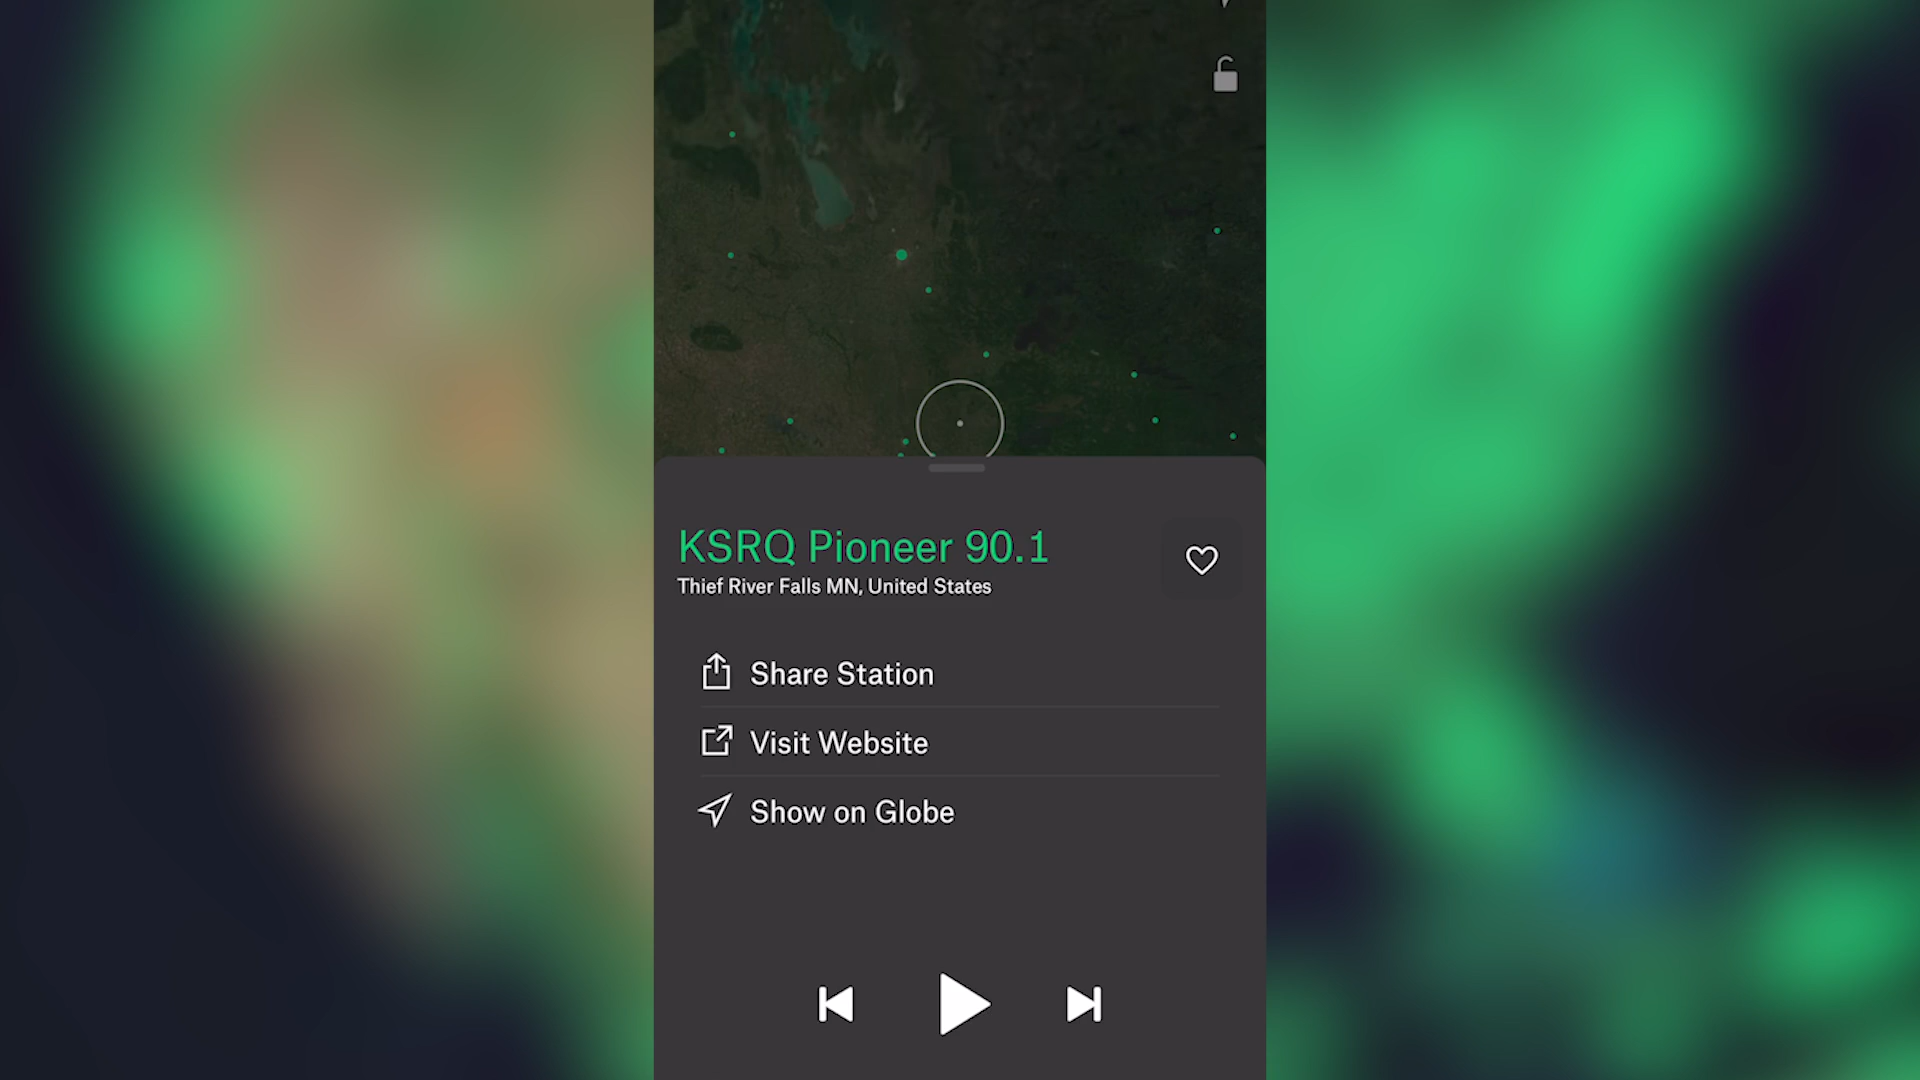 KSRQ Pioneer 90.1
Thief River Falls MN, United States
Share Station
Visit Website
Show on Globe